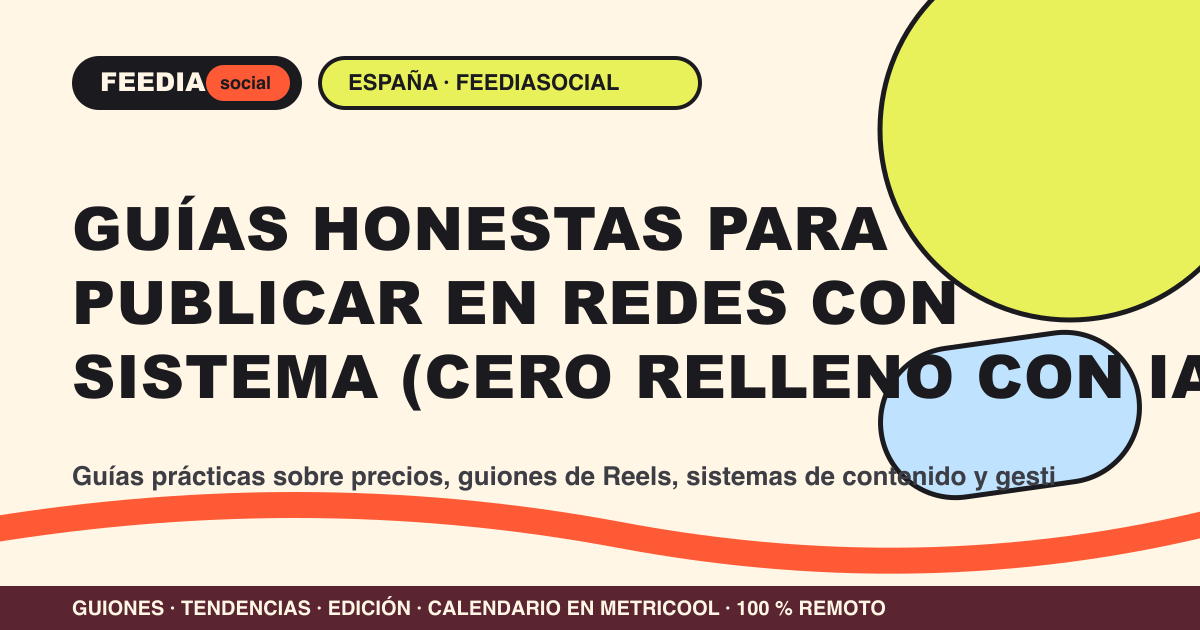 FEEDIA social
ESPAÑA · FEEDIASOCIAL
GUÍAS HONESTAS PARA
PUBLICAR EN REDES CON
SISTEMA (CERO RELLENO CON IA
Guías prácticas sobre precios, guiones de Reels, sistemas de contenido y gesti
GUIONES · TENDENCIAS · EDICIÓN · CALENDARIO EN METRICOOL · 100 % REMOTO